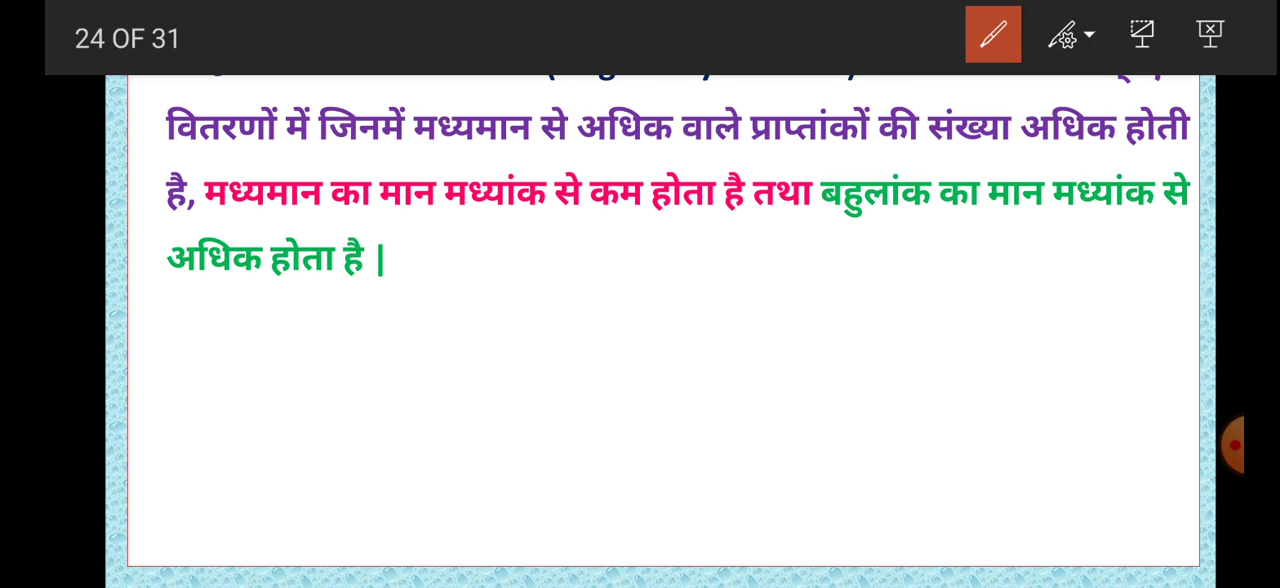 24 OF 31
वितरणों में जिनमें मध्यमान से अधिक वाले प्राप्तांकों की संख्या अधिक होती
है, मध्यमान का मान मध्यांक से कम होता है तथा बहुलांक का मान मध्यांक से
अधिक होता है |